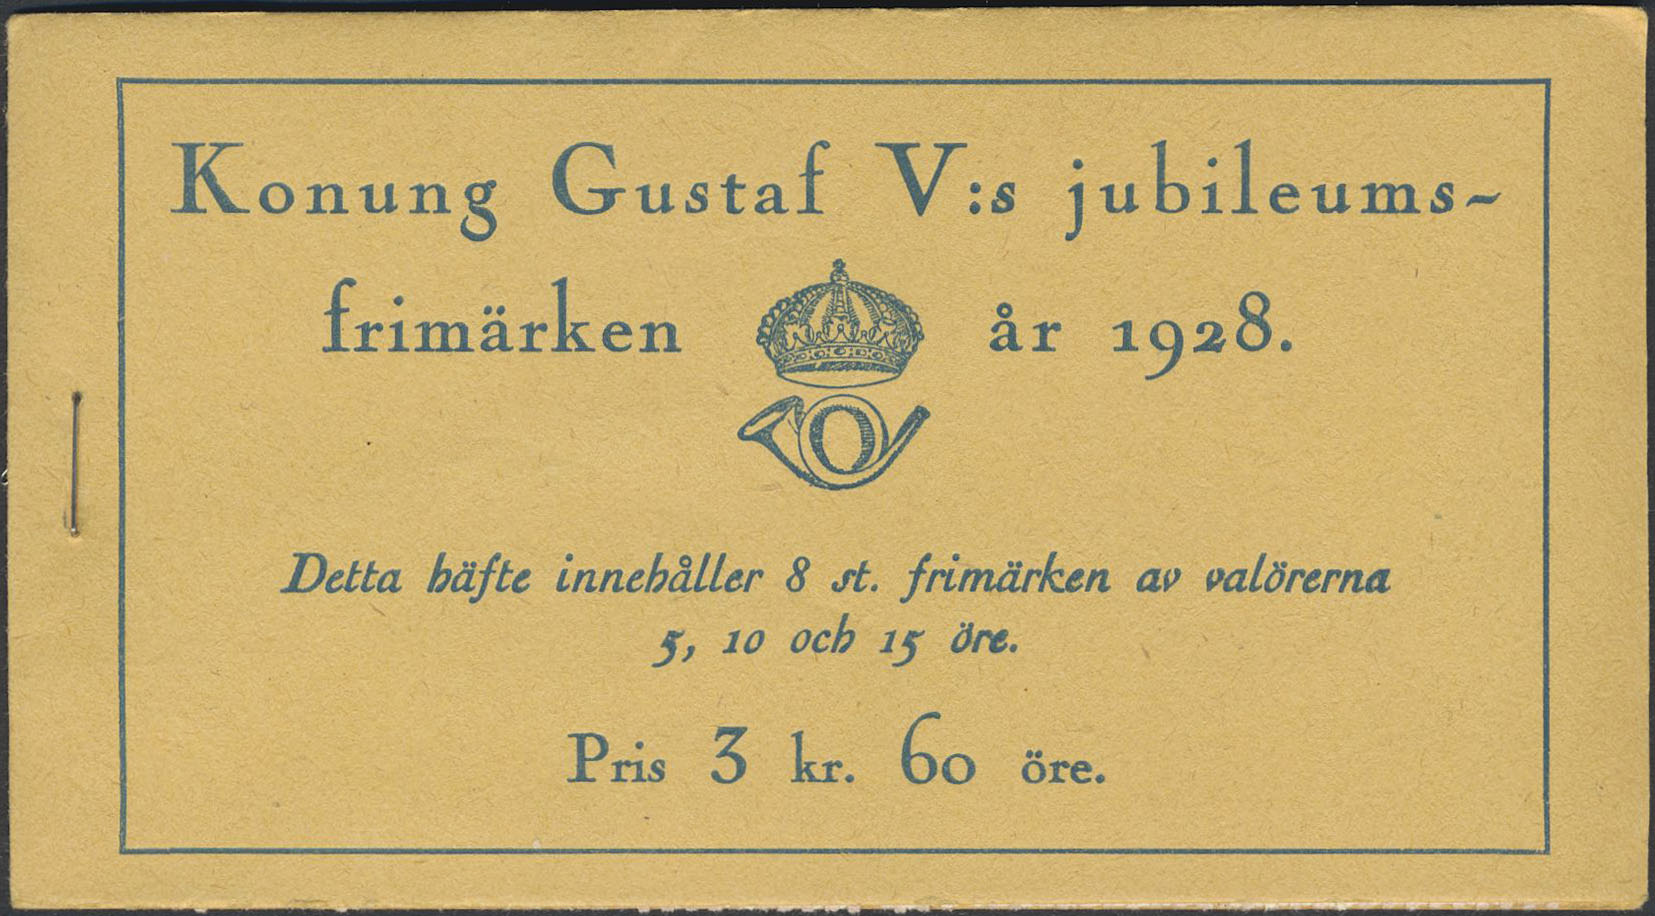 Konung Gustaf V:s jubileums-
frimärken år 1928.
Detta häfte innehåller 8 st. frimärken av valörerna
5, 10 och 15 öre.
Pris 3 kr. 60 öre.